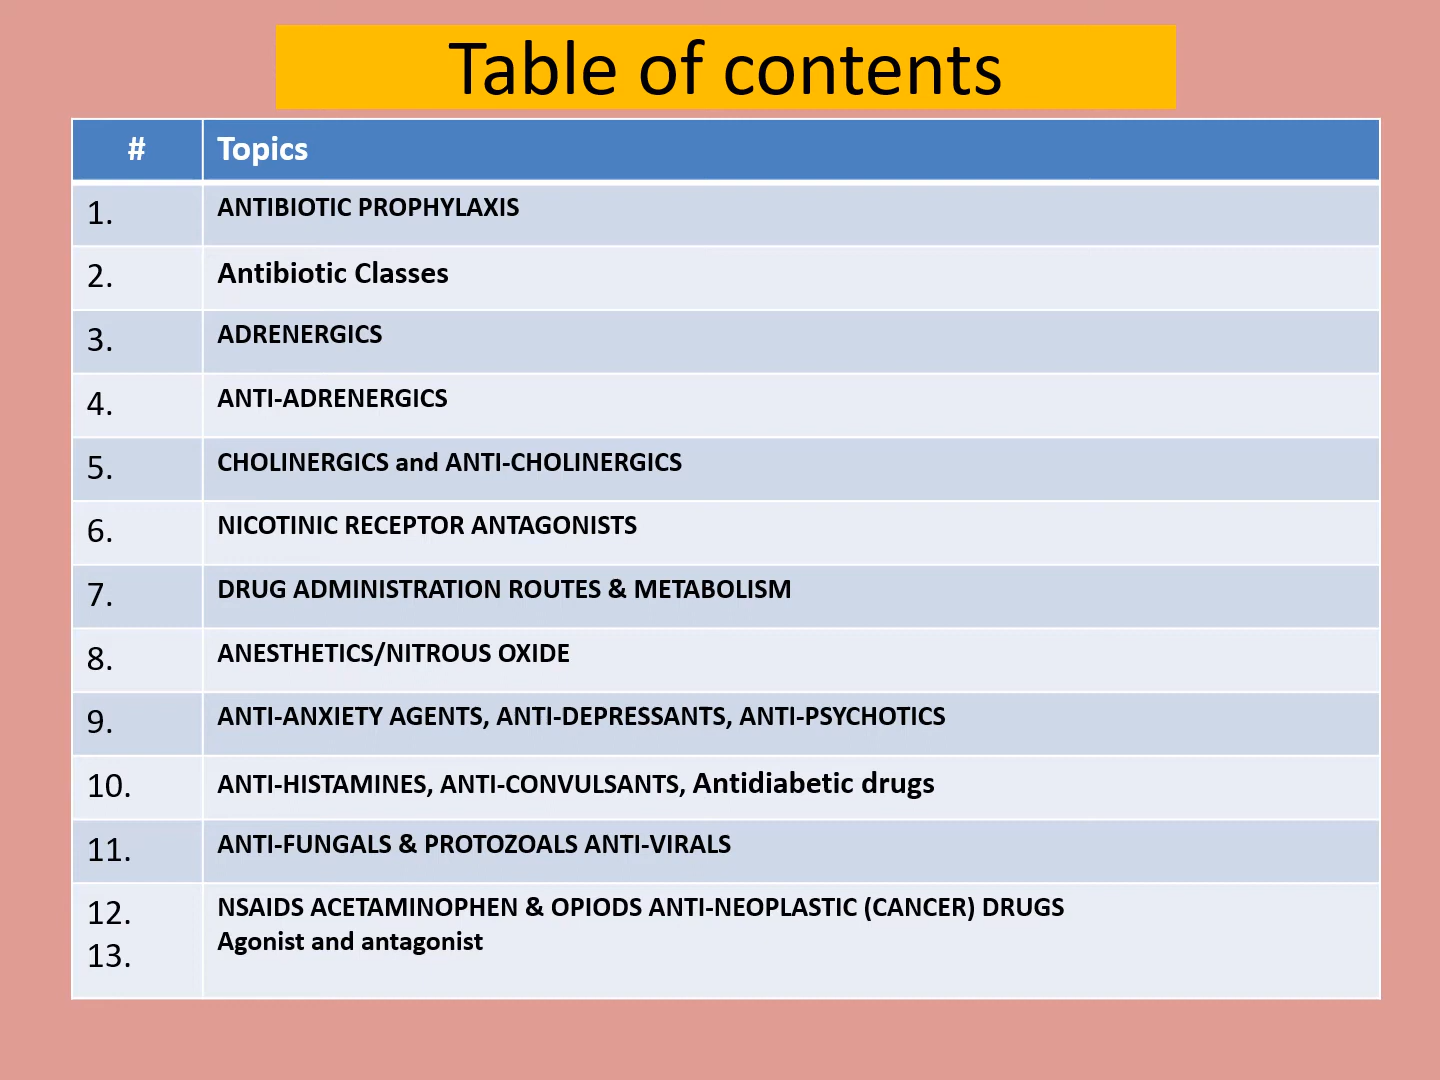 Table of contents
# Topics
1. ANTIBIOTIC PROPHYLAXIS
2. Antibiotic Classes
3. ADRENERGICS
4. ANTI-ADRENERGICS
5. CHOLINERGICS and ANTI-CHOLINERGICS
6. NICOTINIC RECEPTOR ANTAGONISTS
7. DRUG ADMINISTRATION ROUTES & METABOLISM
8. ANESTHETICS/NITROUS OXIDE
9. ANTI-ANXIETY AGENTS, ANTI-DEPRESSANTS, ANTI-PSYCHOTICS
10. ANTI-HISTAMINES, ANTI-CONVULSANTS, Antidiabetic drugs
11. ANTI-FUNGALS & PROTOZOALS ANTI-VIRALS
12. NSAIDS ACETAMINOPHEN & OPIODS ANTI-NEOPLASTIC (CANCER) DRUGS
13. Agonist and antagonist